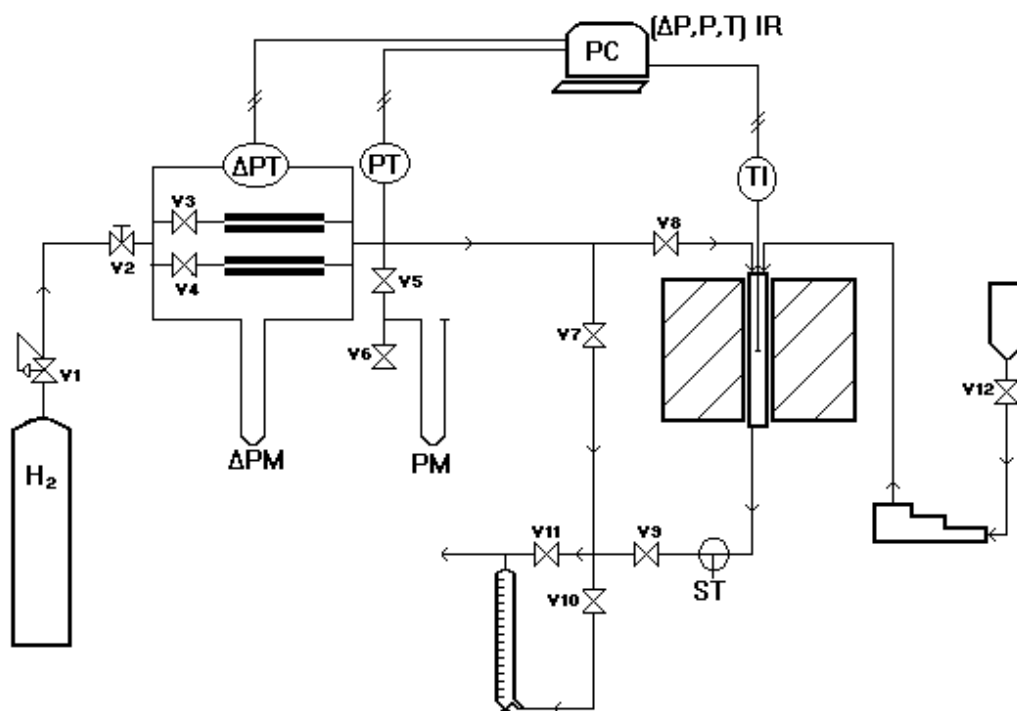 (ΔP,P,T) IR
PC
ΔPT
PT
TI
V3
V8
V2
V4
V5
V7
V6
V1
V12
ΔPM
PM
H₂
V11
V9
ST
V10